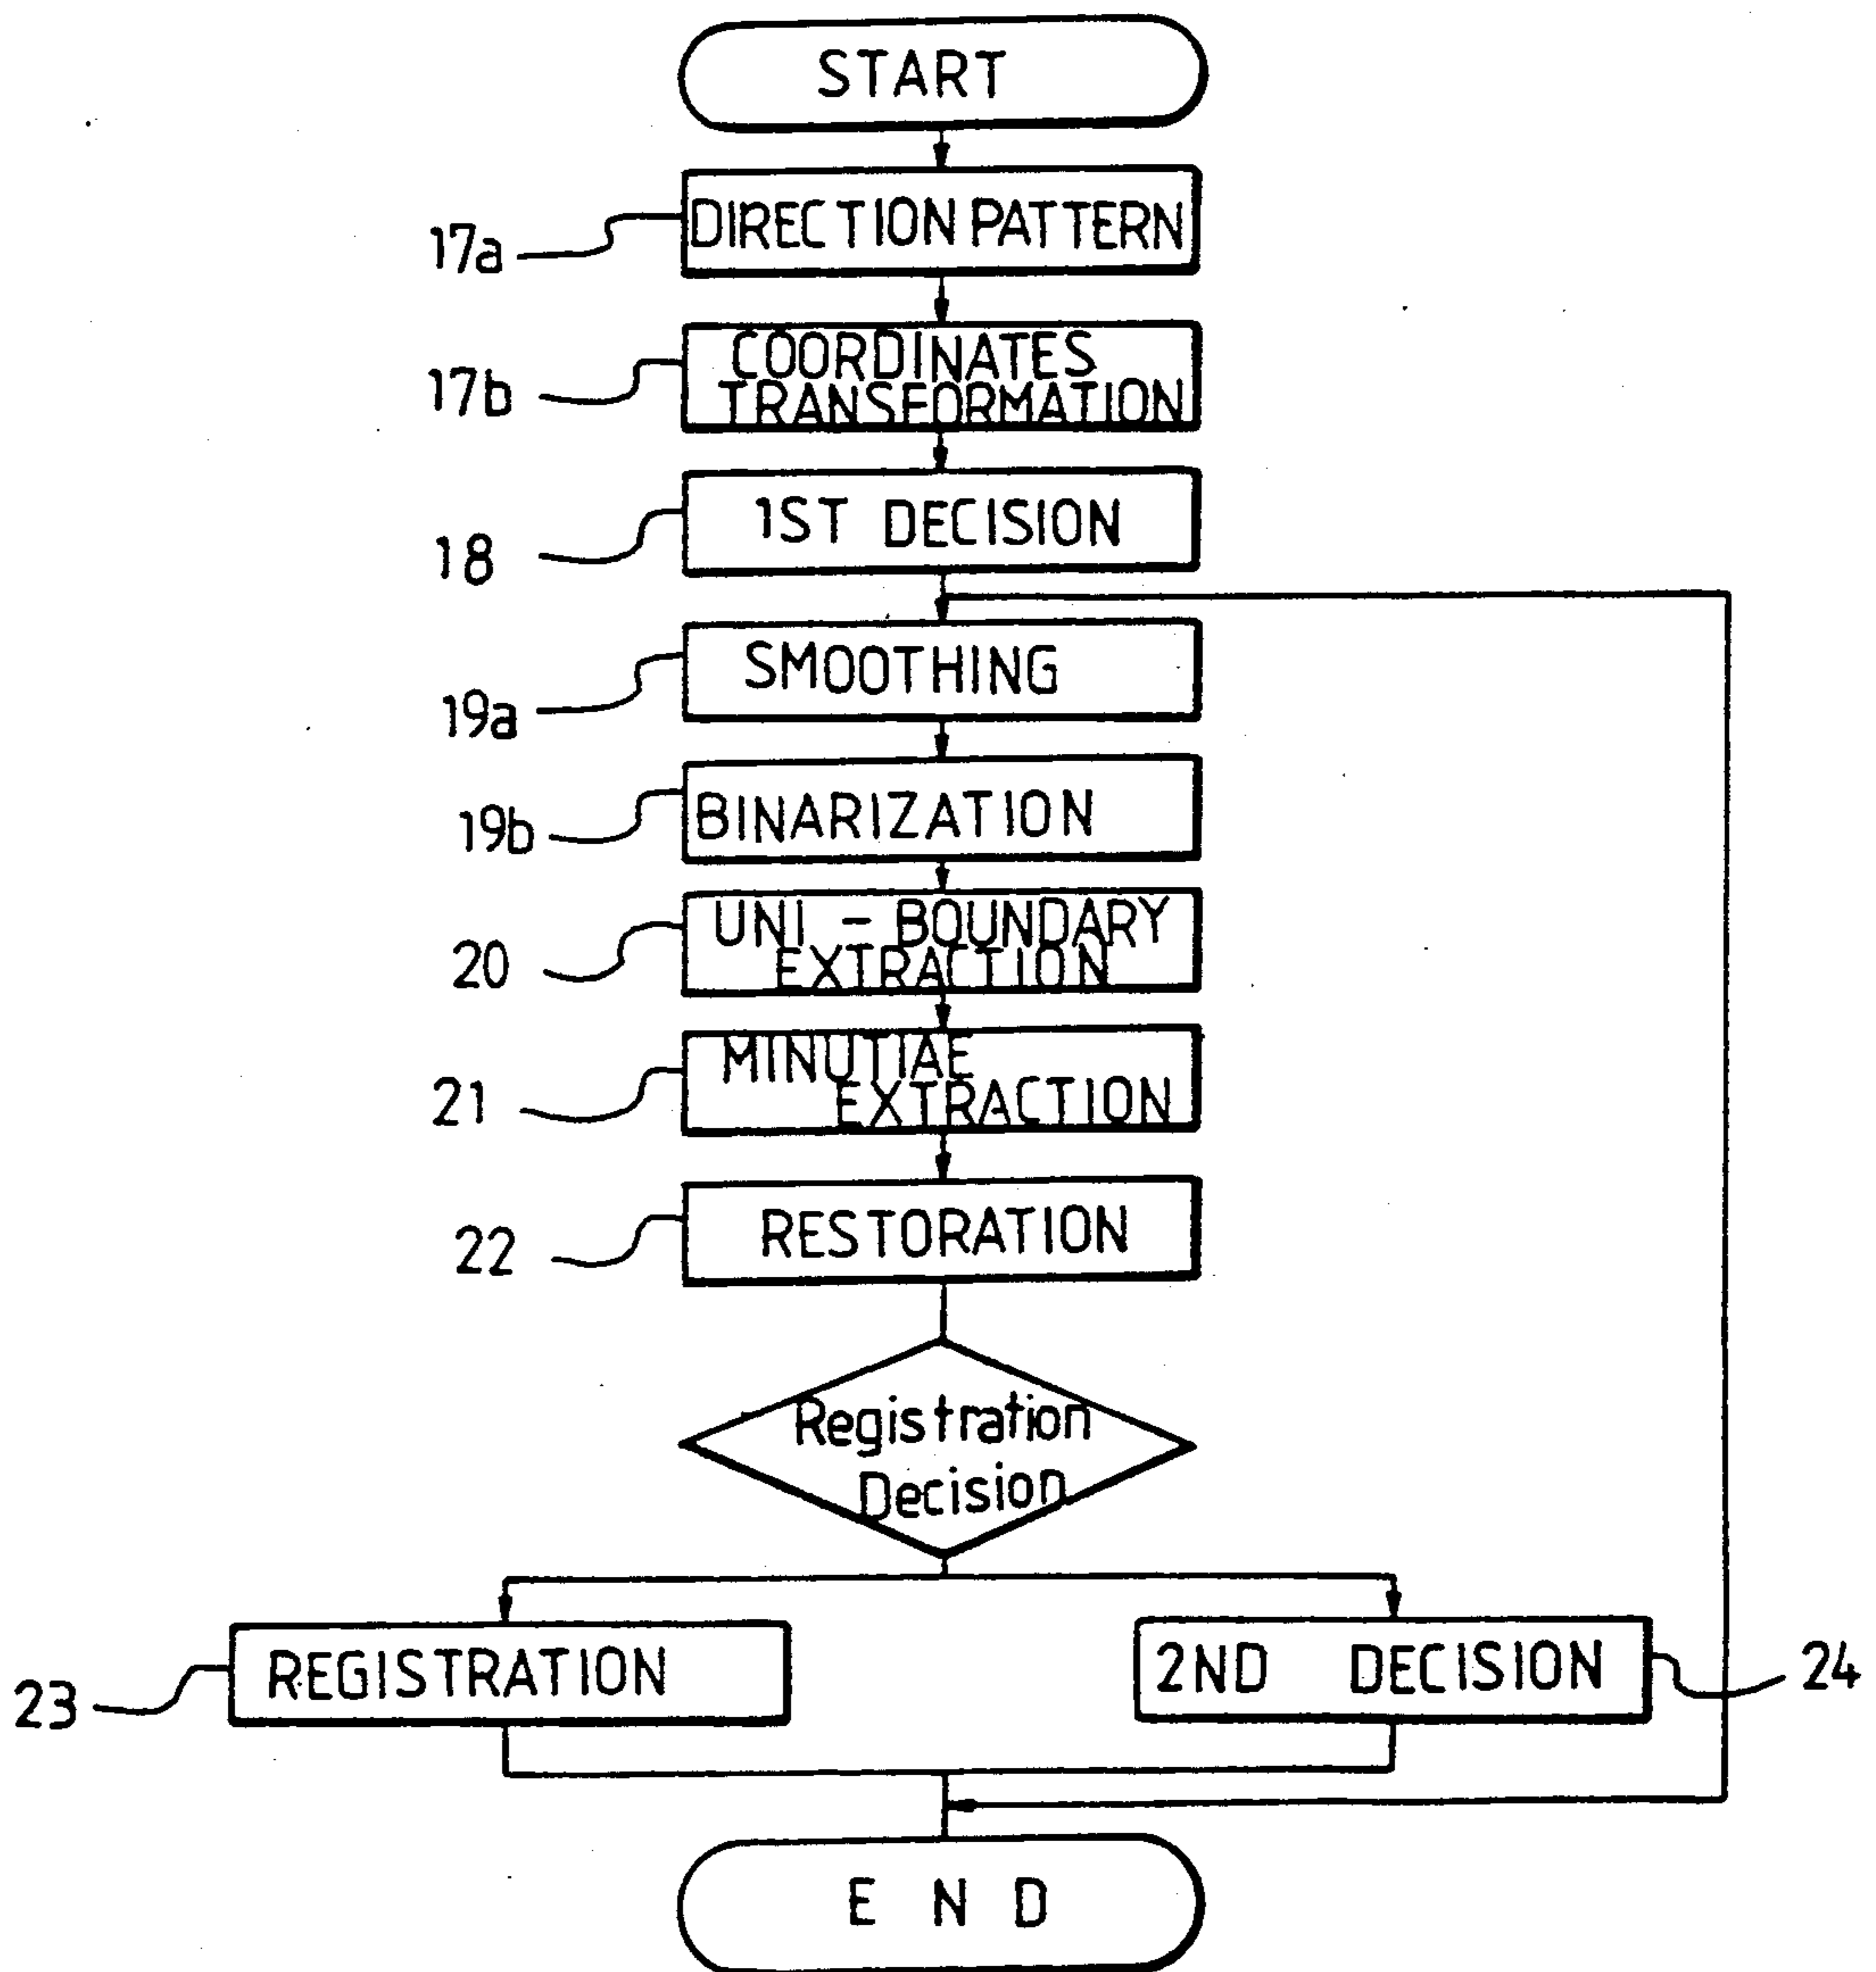 START
17a
DIRECTION PATTERN
17b
COORDINATES
TRANSFORMATION
18
1ST DECISION
19a
SMOOTHING
19b
BINARIZATION
20
UNI - BOUNDARY
EXTRACTION
21
MINUTIAE
EXTRACTION
22
RESTORATION
Registration
Decision
23
REGISTRATION
2ND DECISION
24
END